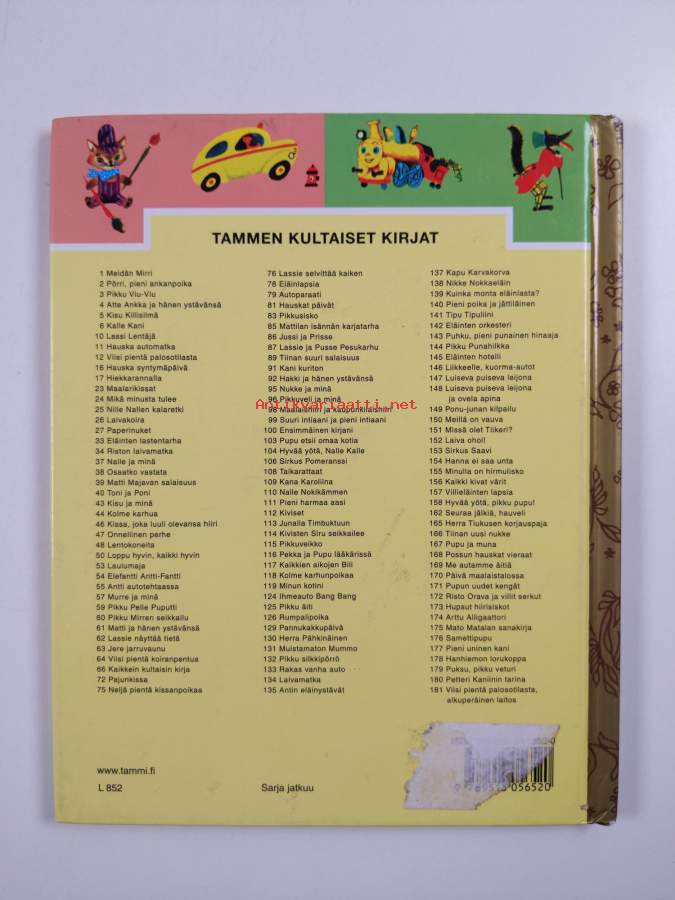 TAMMEN KULTAISET KIRJAT
1 Meidän Mirri
2 Pörri, pieni ankanpoika
3 Pikku Viu-Viu
4 Atte Ankka ja hänen ystävänsä
5 Kisu Killisilmä
6 Kalle Kani
10 Lassi Lentäjä
11 Hauska automatka
12 Viisi pientä palosotilasta
16 Hauska syntymäpäivä
17 Hiekkarannalla
23 Maalarikissat
24 Mikä minusta tulee
25 Nille Nallen kalaretki
26 Laivakoira
27 Paperinuket
33 Eläinten lastentarha
34 Riston laivamatka
37 Nalle ja minä
38 Osaatko vastata
39 Matti Majavan salaisuus
40 Toni ja Poni
43 Kisu ja minä
44 Kolme karhua
46 Kissa, joka luuli olevansa hiiri
47 Onnellinen perhe
48 Lentokoneita
50 Loppu hyvin, kaikki hyvin
53 Laulumaja
54 Elefantti Antti-Fantti
55 Antti autotehtaassa
57 Murre ja minä
59 Pikku Pelle Puputti
60 Pikku Mirren seikkailu
61 Matti ja hänen ystävänsä
62 Lassie näyttää tietä
63 Jere jarruvaunu
64 Viisi pientä koiranpentua
66 Kaikkein kultaisin kirja
72 Pajunkissa
75 Neljä pientä kissanpoikaa
76 Lassie selvittää kaiken
78 Eläinlapsia
79 Autoparaati
81 Hauskat päivät
83 Pikkusisko
85 Mattilan isännän karjatarha
86 Jussi ja Prisse
87 Lassie ja Pusse Pesukarhu
89 Tiinan suuri salaisuus
91 Kani kuriton
92 Hakki ja hänen ystävänsä
95 Nukke ja minä
96 Pikkuveli ja minä
98 Maalaishiiri ja kaupunkilaishiiri
99 Suuri intiaani ja pieni intiaani
100 Ensimmäinen kirjani
103 Pupu etsii omaa kotia
104 Hyvää yötä, Nalle Kalle
106 Sirkus Pomeranssi
108 Taikarattaat
109 Kana Karoliina
110 Nalle Nokikämmen
111 Pieni harmaa aasi
112 Kiviset
113 Junalla Timbuktuun
114 Kivisten Siru seikkailee
115 Pikkuveikko
116 Pekka ja Pupu lääkärissä
117 Kaikkien aikojen Bill
118 Kolme karhunpoikaa
119 Minun kotini
124 Ihmeauto Bang Bang
125 Pikku äiti
126 Rumpalipoika
129 Pannukakkupäivä
130 Herra Pähkinäinen
131 Muistamaton Mummo
132 Pikku silkkipörrö
133 Rakas vanha auto
134 Laivamatka
135 Antin eläinystävät
137 Kapu Karvakorva
138 Nikke Nokkaeläin
139 Kuinka monta eläinlasta?
140 Pieni poika ja jättiläinen
141 Tipu Tipuliini
142 Eläinten orkesteri
143 Puhku, pieni punainen hinaaja
144 Pikku Punahilkka
145 Eläinten hotelli
146 Liikkeelle, kuorma-autot
147 Luiseva puiseva leijona
148 Luiseva puiseva leijona
ja ovela apina
149 Ponu-junan kilpailu
150 Meillä on vauva
151 Missä olet Tiikeri?
152 Laiva ohoi!
153 Sirkus Saavi
154 Hanna ei saa unta
155 Minulla on hirmulisko
156 Kaikki kivat värit
157 Villieläinten lapsia
158 Hyvää yötä, pikku pupu!
162 Seuraa jälkiä, hauveli
165 Herra Tiukusen korjauspaja
166 Tiinan uusi nukke
167 Pupu ja muna
168 Possun hauskat vieraat
169 Me autamme äitiä
170 Päivä maalaistalossa
171 Pupun uudet kengät
172 Risto Orava ja viilit serkut
173 Hupsut hiirisiskot
174 Arttu Alligaattori
175 Mato Matalan sanakirja
176 Samettipupu
177 Pieni uninen kani
178 Hanhiemon lorukoppa
179 Puksu, pikku veturi
180 Petteri Kaniinin tarina
181 Viisi pientä palosotilasta,
alkuperäinen laitos
Antikvariaatti.net
www.tammi.fi
L 852
Sarja jatkuu
056520